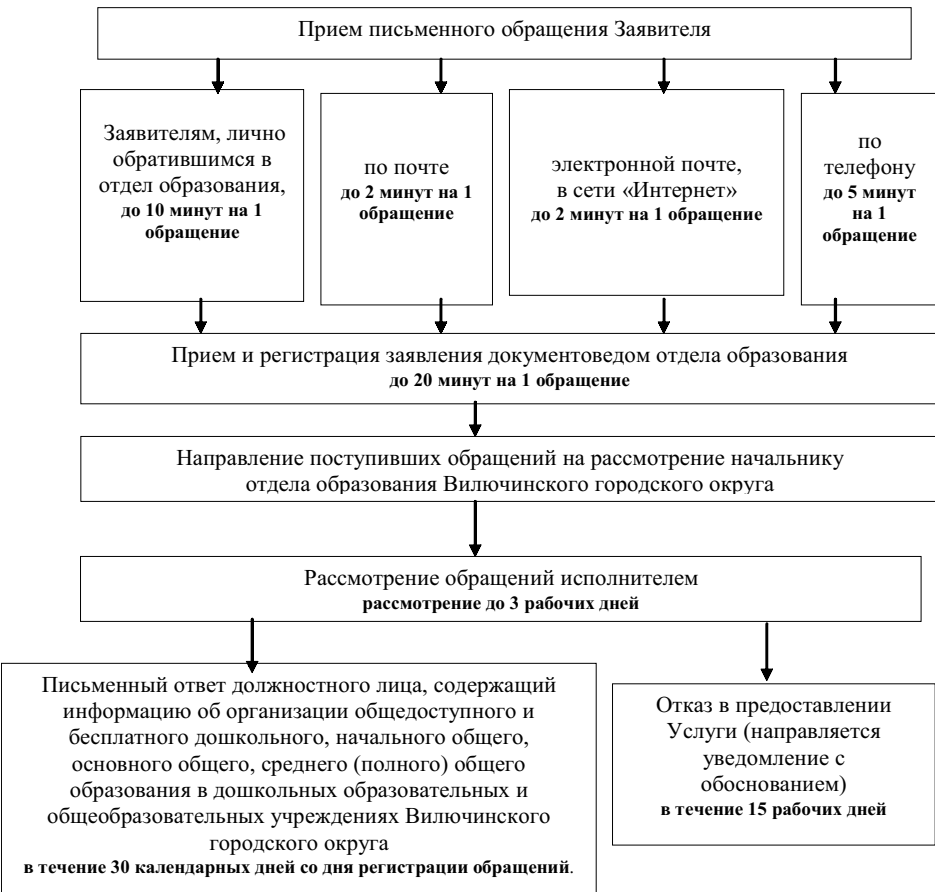 Прием письменного обращения Заявителя
Заявителям, лично
обратившимся в
отдел образования,
до 10 минут на 1
обращение
по почте
до 2 минут на 1
обращение
электронной почте,
в сети «Интернет»
до 2 минут на 1 обращение
по
телефону
до 5 минут
на 1
обращение
Прием и регистрация заявления документоведом отдела образования
до 20 минут на 1 обращение
Направление поступивших обращений на рассмотрение начальнику
отдела образования Вилючинского городского округа
Рассмотрение обращений исполнителем
рассмотрение до 3 рабочих дней
Письменный ответ должностного лица, содержащий
информацию об организации общедоступного и
бесплатного дошкольного, начального общего,
основного общего, среднего (полного) общего
образования в дошкольных образовательных и
общеобразовательных учреждениях Вилючинского
городского округа
в течение 30 календарных дней со дня регистрации обращений.
Отказ в предоставлении
Услуги (направляется
уведомление с
обоснованием)
в течение 15 рабочих дней